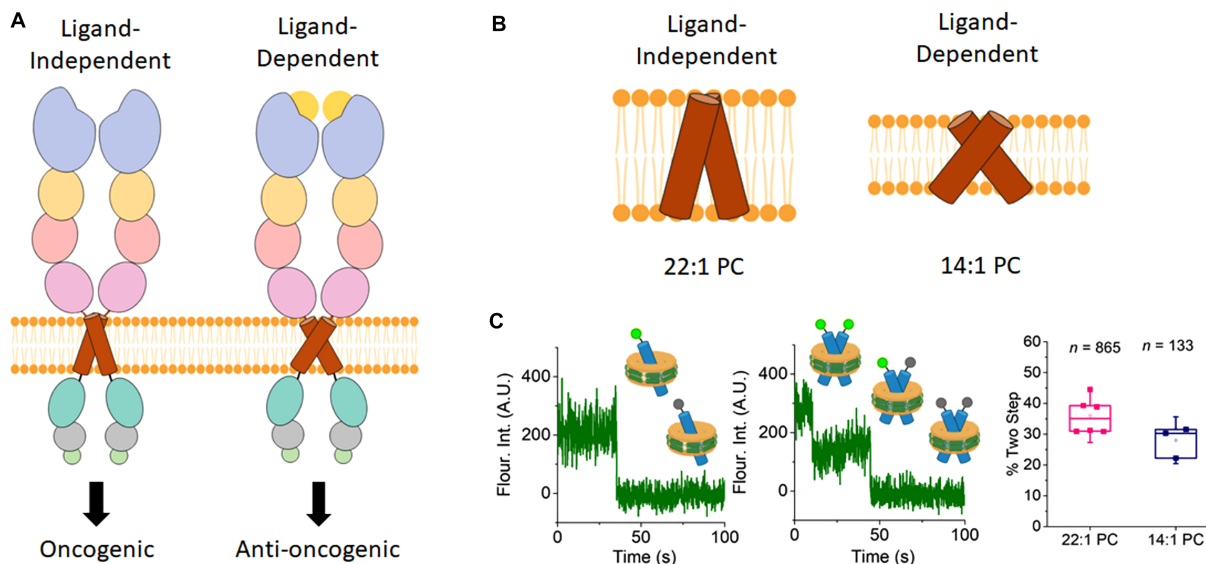 A
Ligand-
Independent
Ligand-
Dependent
Oncogenic
Anti-oncogenic
B
Ligand-
Independent
Ligand-
Dependent
22:1 PC
14:1 PC
C
Flour. Int. (A.U.)
400
200
0
0
50
100
Time (s)
Flour. Int. (A.U.)
400
200
0
0
50
100
Time (s)
% Two Step
60
50
40
30
20
10
0
n = 865
n = 133
22:1 PC
14:1 PC